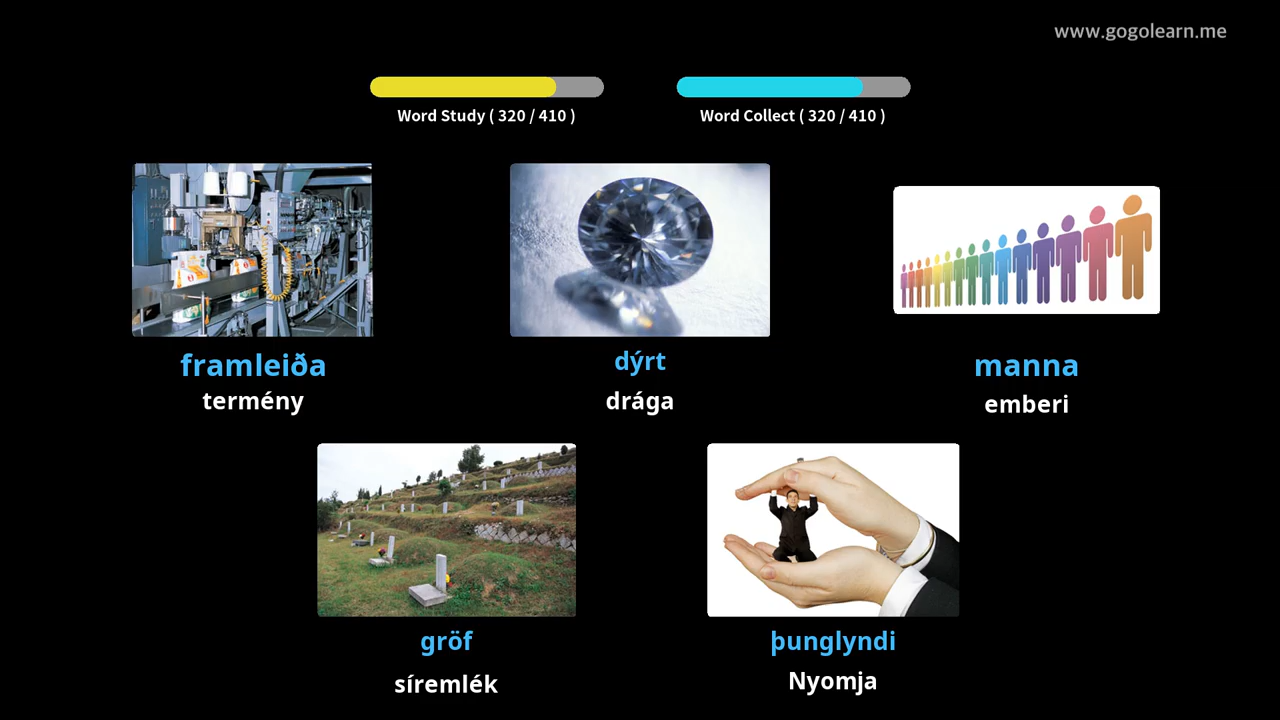 www.gogolearn.me
Word Study ( 320 / 410 )
Word Collect ( 320 / 410 )
framleiða
termény
dýrt
drága
manna
emberi
gröf
síremlék
þunglyndi
Nyomja